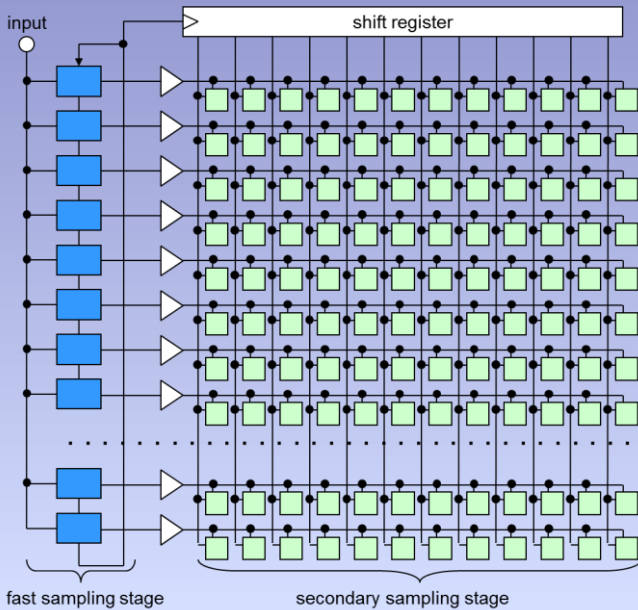 input
shift register
fast sampling stage
secondary sampling stage